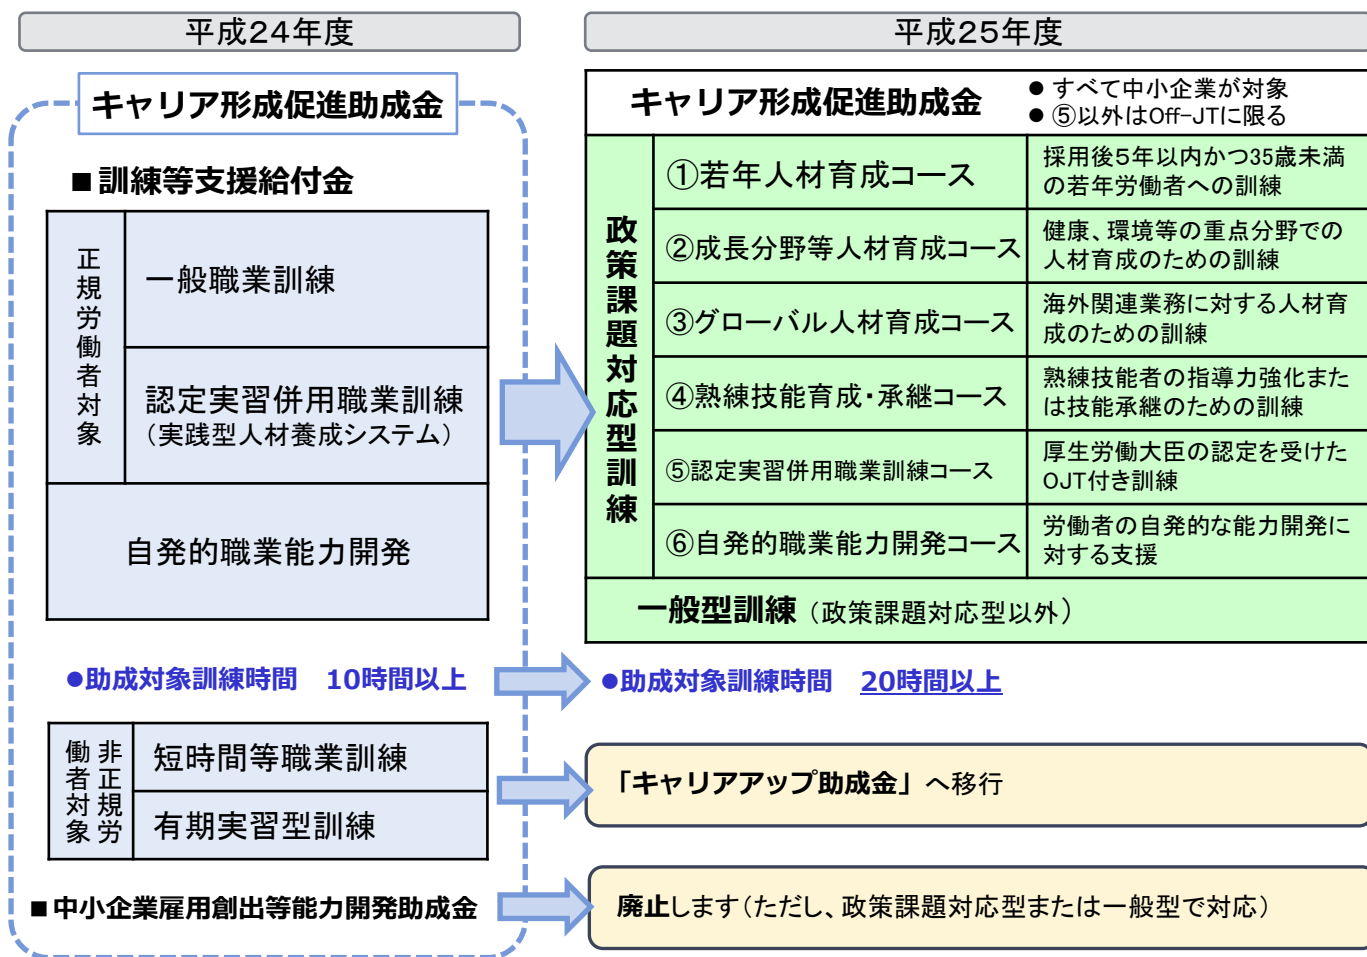 平成24年度
キャリア形成促進助成金
■訓練等支援給付金
正規労働者対象
一般職業訓練
認定実習併用職業訓練
（実践型人材養成システム）
自発的職業能力開発
●助成対象訓練時間　10時間以上
非正規労働者対象
短時間等職業訓練
有期実習型訓練
■中小企業雇用創出等能力開発助成金
平成25年度
キャリア形成促進助成金
● すべて中小企業が対象
● ⑤以外はOff-JTに限る
政策課題対応型訓練
①若年人材育成コース
採用後5年以内かつ35歳未満
の若年労働者への訓練
②成長分野等人材育成コース
健康、環境等の重点分野での
人材育成のための訓練
③グローバル人材育成コース
海外関連業務に対する人材育
成のための訓練
④熟練技能育成・承継コース
熟練技能者の指導力強化また
は技能承継のための訓練
⑤認定実習併用職業訓練コース
厚生労働大臣の認定を受けた
OJT付き訓練
⑥自発的職業能力開発コース
労働者の自発的な能力開発に
対する支援
一般型訓練（政策課題対応型以外）
●助成対象訓練時間　20時間以上
「キャリアアップ助成金」へ移行
廃止します（ただし、政策課題対応型または一般型で対応）